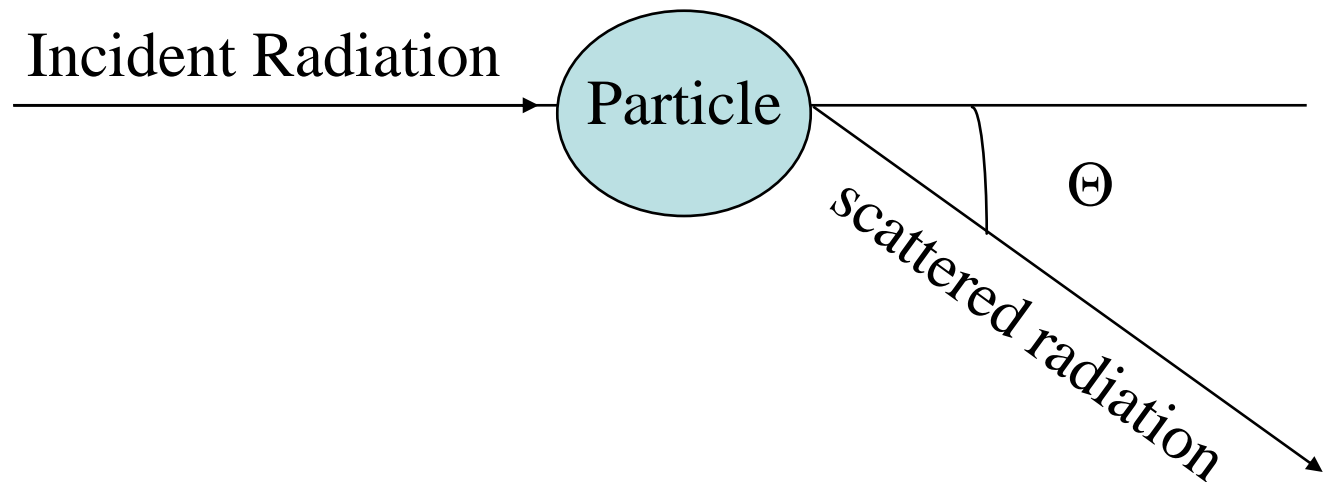 Incident Radiation
Particle
Θ
scattered radiation